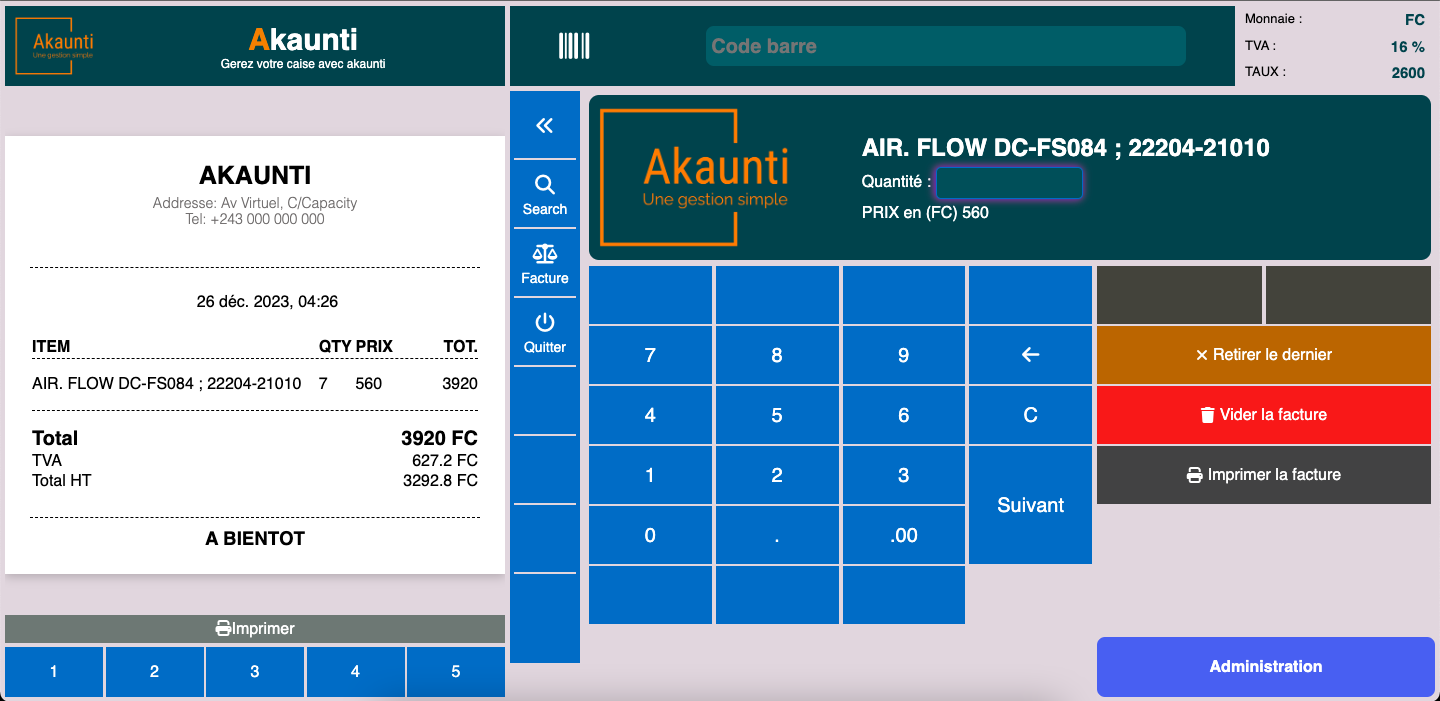 Akaunti
Une gestion simple
Akaunti
Gerez votre caise avec akaunti
Code barre
Monnaie : FC
TVA : 16 %
TAUX : 2600
AKAUNTI
Addresse: Av Virtuel, C/Capacity
Tel: +243 000 000 000
26 déc. 2023, 04:26
ITEM QTY PRIX TOT.
AIR. FLOW DC-FS084 ; 22204-21010 7 560 3920
Total 3920 FC
TVA 627.2 FC
Total HT 3292.8 FC
A BIENTOT
Imprimer
1 2 3 4 5
Search
Facture
Quitter
Akaunti
Une gestion simple
AIR. FLOW DC-FS084 ; 22204-21010
Quantité :
PRIX en (FC) 560
7 8 9 ←
4 5 6 C
1 2 3
Suivant
0 . .00
Retirer le dernier
Vider la facture
Imprimer la facture
Administration